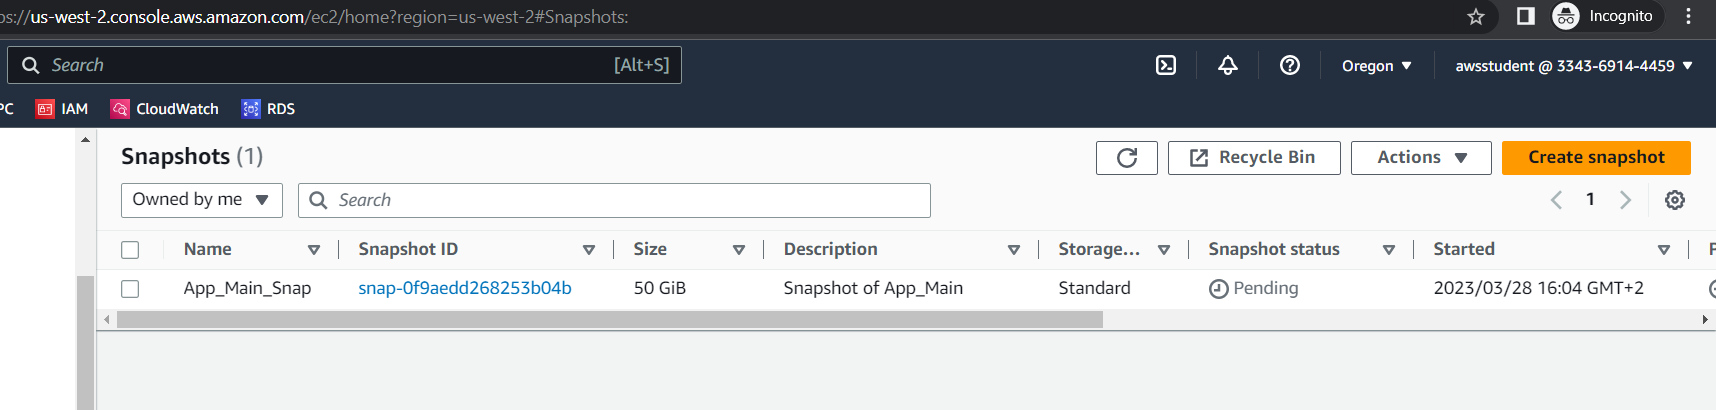 ps://us-west-2.console.aws.amazon.com/ec2/home?region=us-west-2#Snapshots:
Incognito
Search [Alt+S]
Oregon
awsstudent @ 3343-6914-4459
PC IAM CloudWatch RDS
Snapshots (1)
Recycle Bin
Actions
Create snapshot
Owned by me
Search
1
Name Snapshot ID Size Description Storage... Snapshot status Started
App_Main_Snap snap-0f9aedd268253b04b 50 GiB Snapshot of App_Main Standard Pending 2023/03/28 16:04 GMT+2